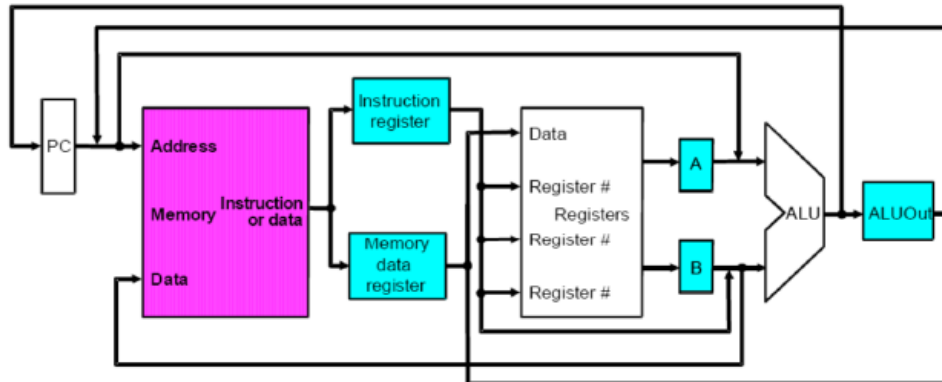 PC
Address
Memory
Data
Instruction
or data
Instruction
register
Memory
data
register
Data
Register #
Registers
Register #
Register #
A
B
ALU
ALUOut